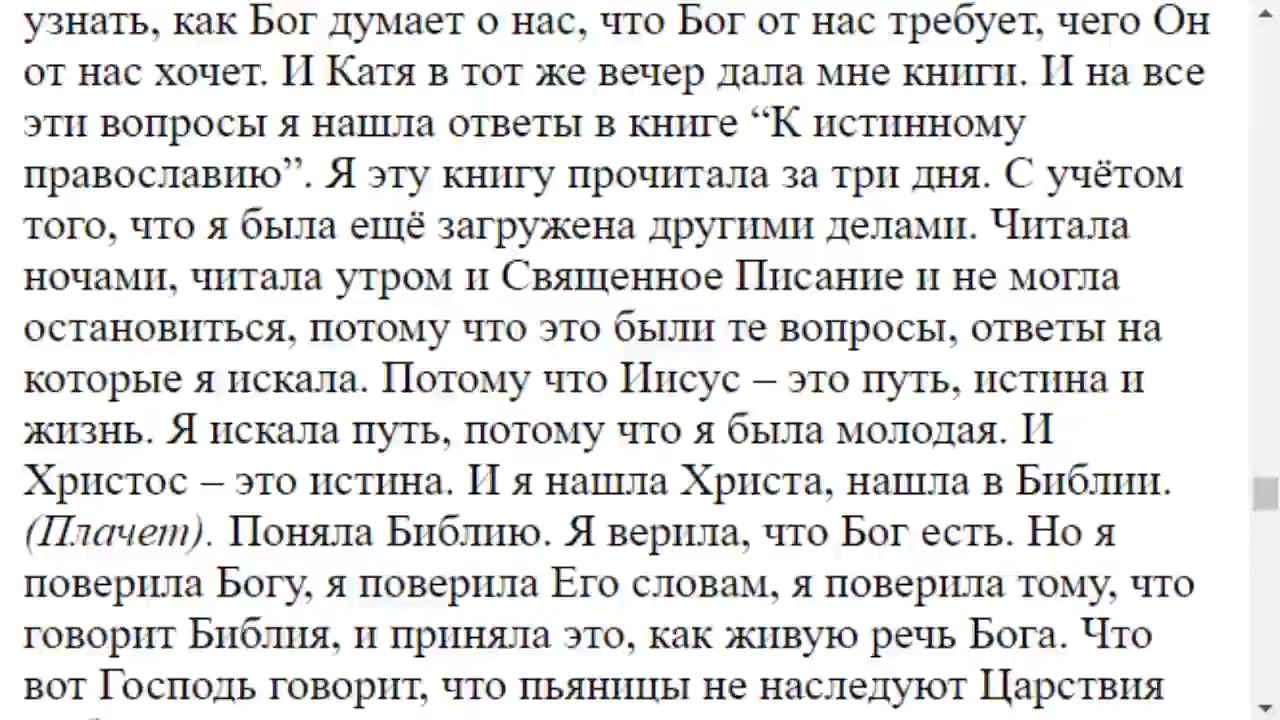 узнать, как Бог думает о нас, что Бог от нас требует, чего Он
от нас хочет. И Катя в тот же вечер дала мне книги. И на все
эти вопросы я нашла ответы в книге “К истинному
православию”. Я эту книгу прочитала за три дня. С учётом
того, что я была ещё загружена другими делами. Читала
ночами, читала утром и Священное Писание и не могла
остановиться, потому что это были те вопросы, ответы на
которые я искала. Потому что Иисус – это путь, истина и
жизнь. Я искала путь, потому что я была молодая. И
Христос – это истина. И я нашла Христа, нашла в Библии.
(Плачет). Поняла Библию. Я верила, что Бог есть. Но я
поверила Богу, я поверила Его словам, я поверила тому, что
говорит Библия, и приняла это, как живую речь Бога. Что
вот Господь говорит, что пьяницы не наследуют Царствия